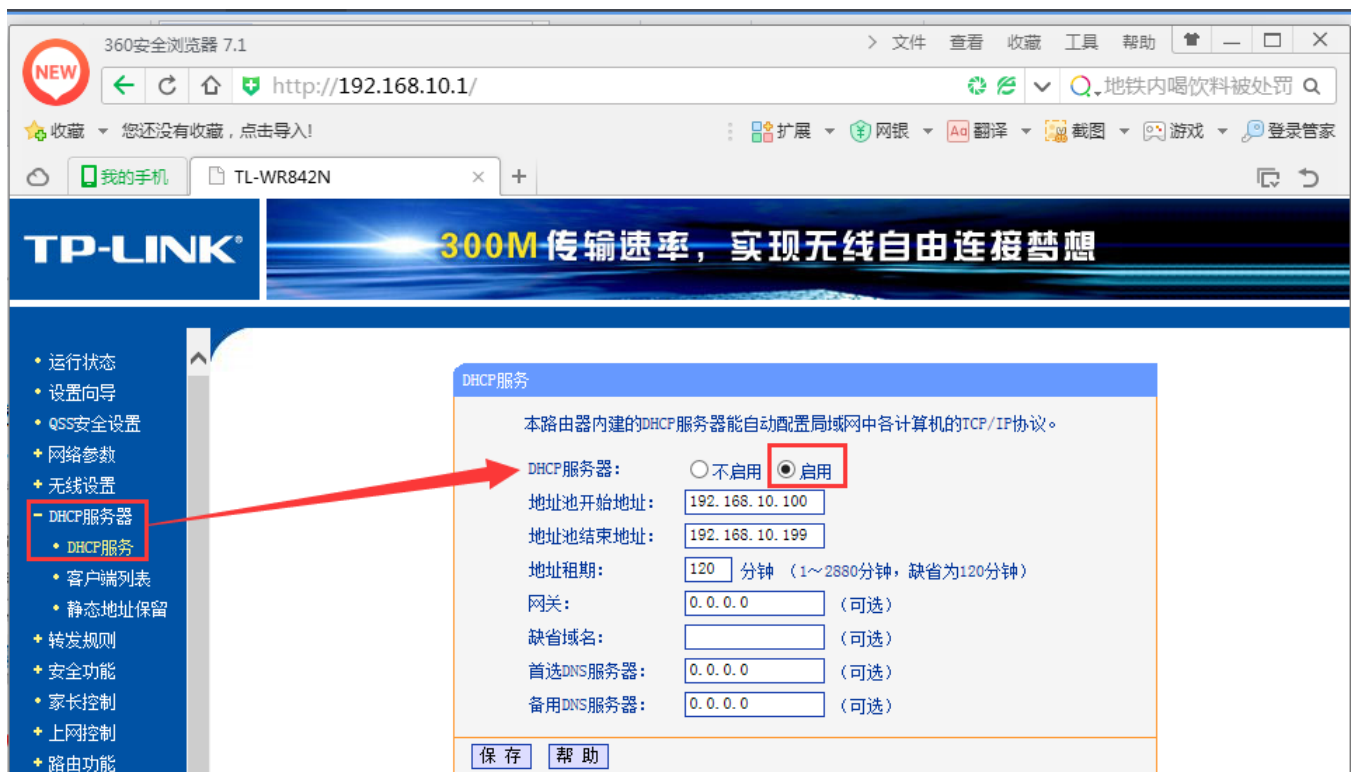 360安全浏览器 7.1
文件 查看 收藏 工具 帮助
NEW
http://192.168.10.1/
地铁内喝饮料被处罚
收藏 您还没有收藏，点击导入!
扩展 网银 Aa 翻译 截图 游戏 登录管家
我的手机 TL-WR842N
TP-LINK®
300M 传输速率，实现无线自由连接梦想
• 运行状态
• 设置向导
• QSS安全设置
+ 网络参数
+ 无线设置
- DHCP服务器
• DHCP服务
• 客户端列表
• 静态地址保留
+ 转发规则
+ 安全功能
• 家长控制
+ 上网控制
+ 路由功能
DHCP服务
本路由器内建的DHCP服务器能自动配置局域网中各计算机的TCP/IP协议。
DHCP服务器： 不启用 启用
地址池开始地址： 192.168.10.100
地址池结束地址： 192.168.10.199
地址租期： 120 分钟 （1～2880分钟，缺省为120分钟）
网关： 0.0.0.0 （可选）
缺省域名： （可选）
首选DNS服务器： 0.0.0.0 （可选）
备用DNS服务器： 0.0.0.0 （可选）
保 存 帮 助